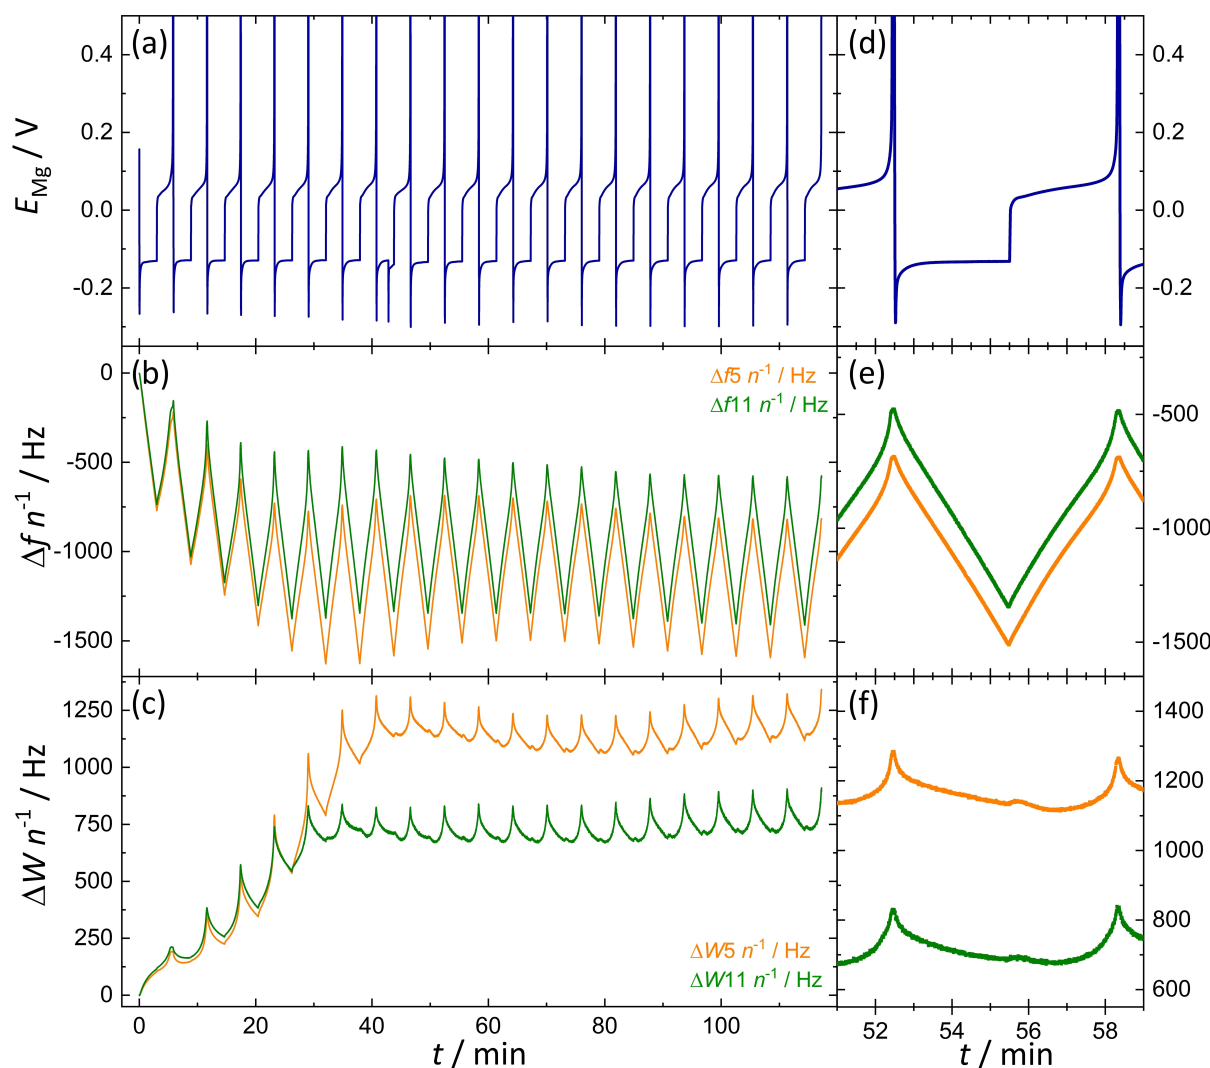 (a)
0.4
0.2
0.0
-0.2
E_Mg / V
(d)
0.4
0.2
0.0
-0.2
(b)
Δf5 n⁻¹ / Hz
Δf11 n⁻¹ / Hz
0
-500
-1000
-1500
Δf n⁻¹ / Hz
(e)
-500
-1000
-1500
(c)
1250
1000
750
500
250
0
ΔW n⁻¹ / Hz
ΔW5 n⁻¹ / Hz
ΔW11 n⁻¹ / Hz
(f)
1400
1200
1000
800
600
0 20 40 60 80 100
t / min
52 54 56 58
t / min